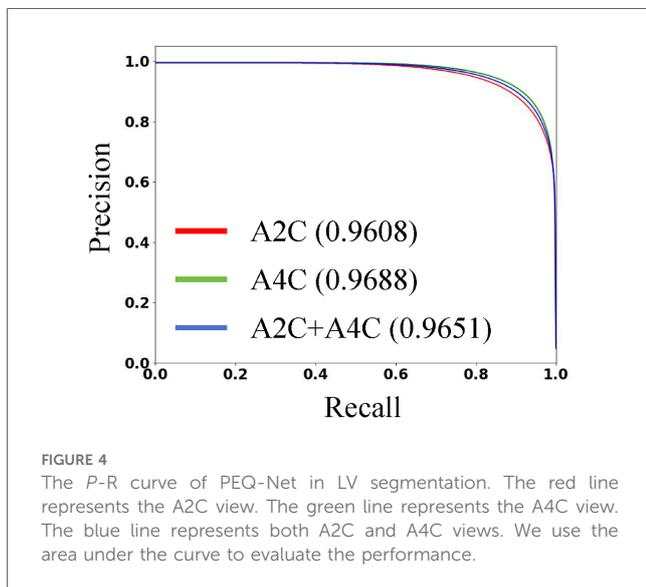 1.0
0.8
0.6
0.4
0.2
0.0
Precision
A2C (0.9608)
A4C (0.9688)
A2C+A4C (0.9651)
0.0 0.2 0.4 0.6 0.8 1.0
Recall
FIGURE 4
The P-R curve of PEQ-Net in LV segmentation. The red line
represents the A2C view. The green line represents the A4C view.
The blue line represents both A2C and A4C views. We use the
area under the curve to evaluate the performance.